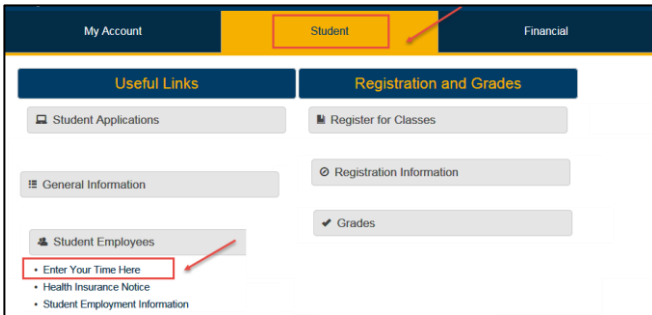 My Account
Student
Financial
Useful Links
Registration and Grades
Student Applications
Register for Classes
General Information
Registration Information
Student Employees
Grades
Enter Your Time Here
Health Insurance Notice
Student Employment Information